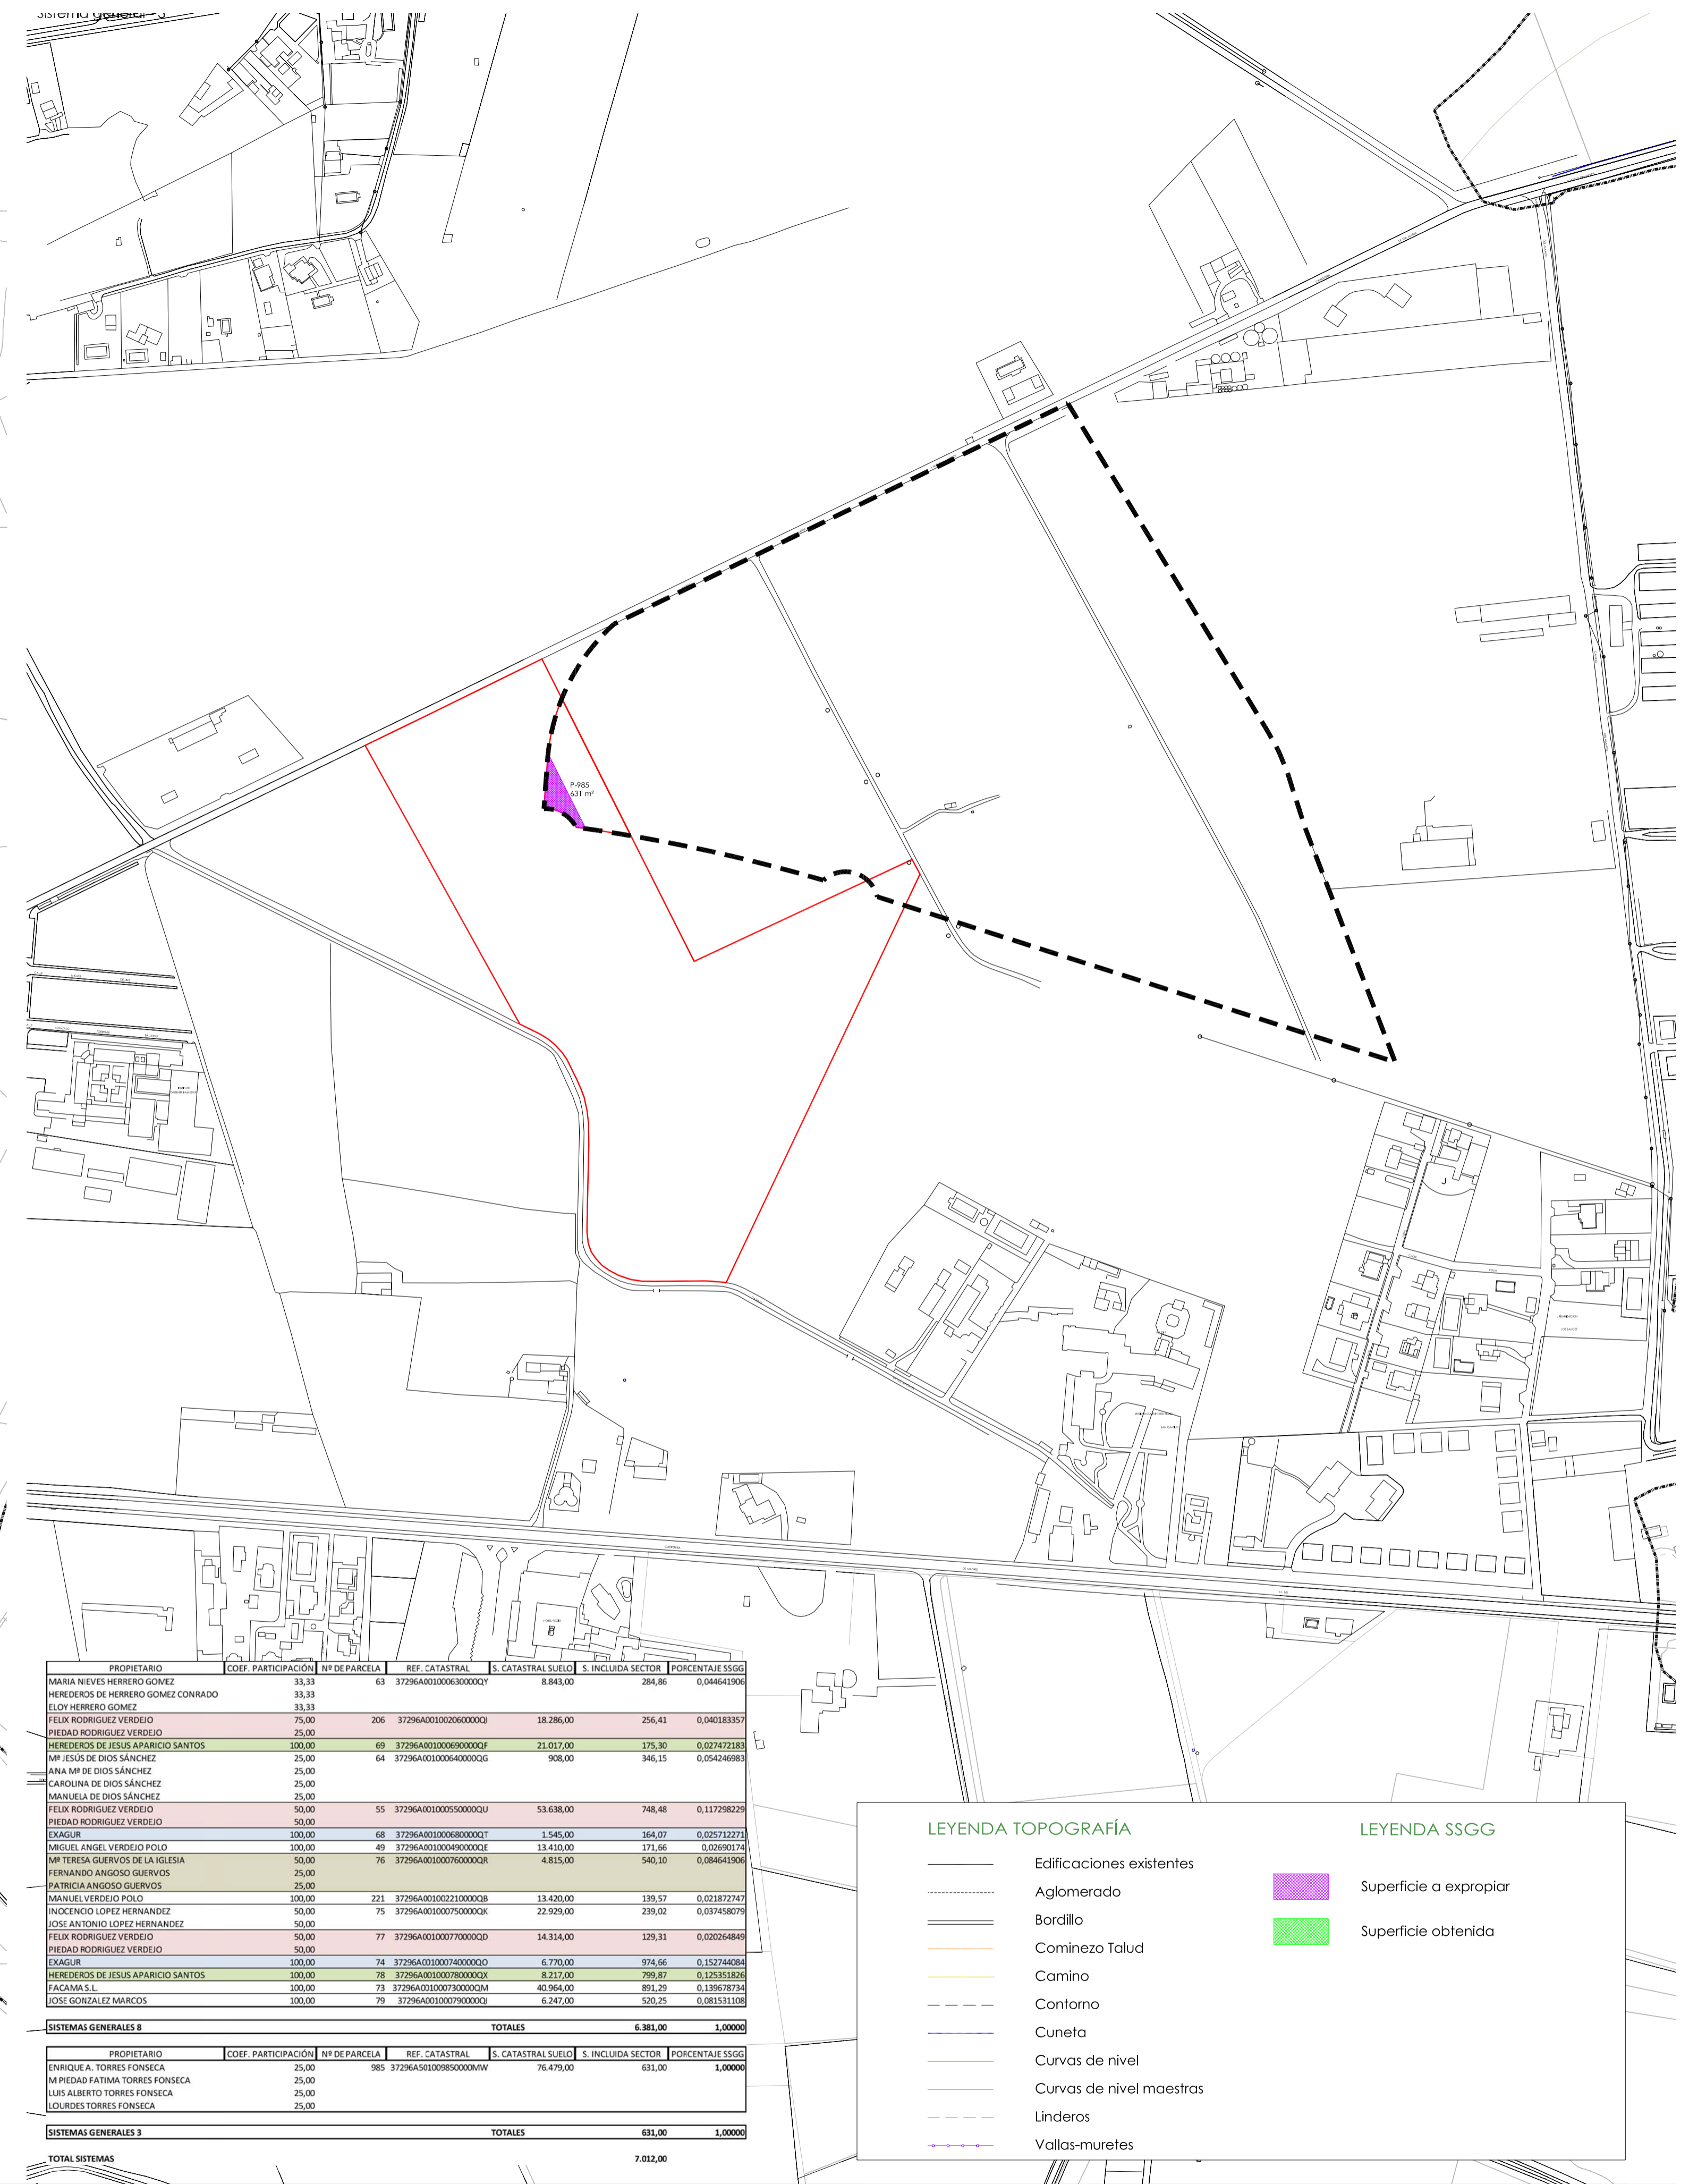 Sistema general - 3
P-985
631 m²
PROPIETARIO COEF. PARTICIPACIÓN Nº DE PARCELA REF. CATASTRAL S. CATASTRAL SUELO S. INCLUIDA SECTOR PORCENTAJE SSGG
MARIA NIEVES HERRERO GOMEZ 33,33 63 37296A001000630000QY 8.843,00 284,86 0,044641906
HEREDEROS DE HERRERO GOMEZ CONRADO 33,33
ELOY HERRERO GOMEZ 33,33
FELIX RODRIGUEZ VERDEJO 75,00 206 37296A001002060000QI 18.286,00 256,41 0,040183357
PIEDAD RODRIGUEZ VERDEJO 25,00
HEREDEROS DE JESUS APARICIO SANTOS 100,00 69 37296A001000690000QF 21.017,00 175,30 0,027472183
Mª JESÚS DE DIOS SÁNCHEZ 25,00 64 37296A001000640000QG 908,00 346,15 0,054246983
ANA Mª DE DIOS SÁNCHEZ 25,00
CAROLINA DE DIOS SÁNCHEZ 25,00
MANUELA DE DIOS SÁNCHEZ 25,00
FELIX RODRIGUEZ VERDEJO 50,00 55 37296A001000550000QU 53.638,00 748,48 0,117298229
PIEDAD RODRIGUEZ VERDEJO 50,00
EXAGUR 100,00 68 37296A001000680000QT 1.545,00 164,07 0,025712271
MIGUEL ANGEL VERDEJO POLO 100,00 49 37296A001000490000QE 13.410,00 171,66 0,02690174
Mª TERESA GUERVOS DE LA IGLESIA 50,00 76 37296A001000760000QR 4.815,00 540,10 0,084641906
FERNANDO ANGOSO GUERVOS 25,00
PATRICIA ANGOSO GUERVOS 25,00
MANUEL VERDEJO POLO 100,00 221 37296A001002210000QB 13.420,00 139,57 0,021872747
INOCENCIO LOPEZ HERNANDEZ 50,00 75 37296A001000750000QK 22.929,00 239,02 0,037458079
JOSE ANTONIO LOPEZ HERNANDEZ 50,00
FELIX RODRIGUEZ VERDEJO 50,00 77 37296A001000770000QD 14.314,00 129,31 0,020264849
PIEDAD RODRIGUEZ VERDEJO 50,00
EXAGUR 100,00 74 37296A001000740000QO 6.770,00 974,66 0,152744084
HEREDEROS DE JESUS APARICIO SANTOS 100,00 78 37296A001000780000QX 8.217,00 799,87 0,125351826
FACAMA S.L. 100,00 73 37296A001000730000QM 40.964,00 891,29 0,139678734
JOSE GONZALEZ MARCOS 100,00 79 37296A001000790000QI 6.247,00 520,25 0,081531108
SISTEMAS GENERALES 8 TOTALES 6.381,00 1,00000
PROPIETARIO COEF. PARTICIPACIÓN Nº DE PARCELA REF. CATASTRAL S. CATASTRAL SUELO S. INCLUIDA SECTOR PORCENTAJE SSGG
ENRIQUE A. TORRES FONSECA 25,00 985 37296A501009850000MW 76.479,00 631,00 1,00000
M PIEDAD FATIMA TORRES FONSECA 25,00
LUIS ALBERTO TORRES FONSECA 25,00
LOURDES TORRES FONSECA 25,00
SISTEMAS GENERALES 3 TOTALES 631,00 1,00000
TOTAL SISTEMAS 7.012,00
LEYENDA TOPOGRAFÍA
Edificaciones existentes
Aglomerado
Bordillo
Cominezo Talud
Camino
Contorno
Cuneta
Curvas de nivel
Curvas de nivel maestras
Linderos
Vallas-muretes
LEYENDA SSGG
Superficie a expropiar
Superficie obtenida